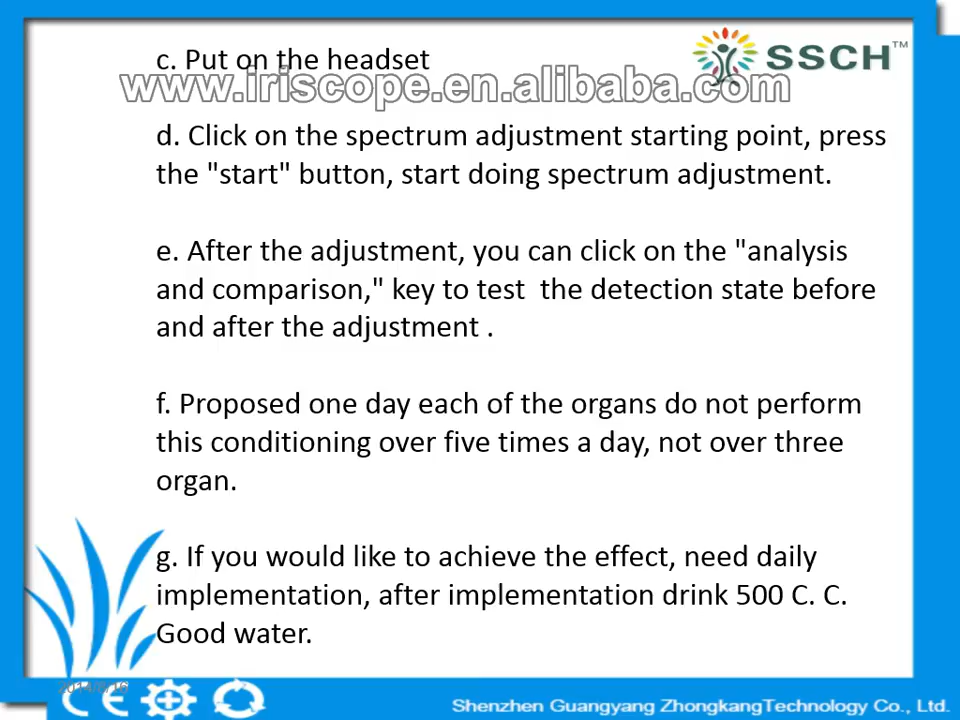 c. Put on the headset
SSCH™
www.iriscope.en.alibaba.com
d. Click on the spectrum adjustment starting point, press
the "start" button, start doing spectrum adjustment.
e. After the adjustment, you can click on the "analysis
and comparison," key to test  the detection state before
and after the adjustment .
f. Proposed one day each of the organs do not perform
this conditioning over five times a day, not over three
organ.
g. If you would like to achieve the effect, need daily
implementation, after implementation drink 500 C. C.
Good water.
CE
Shenzhen Guangyang ZhongkangTechnology Co., Ltd.